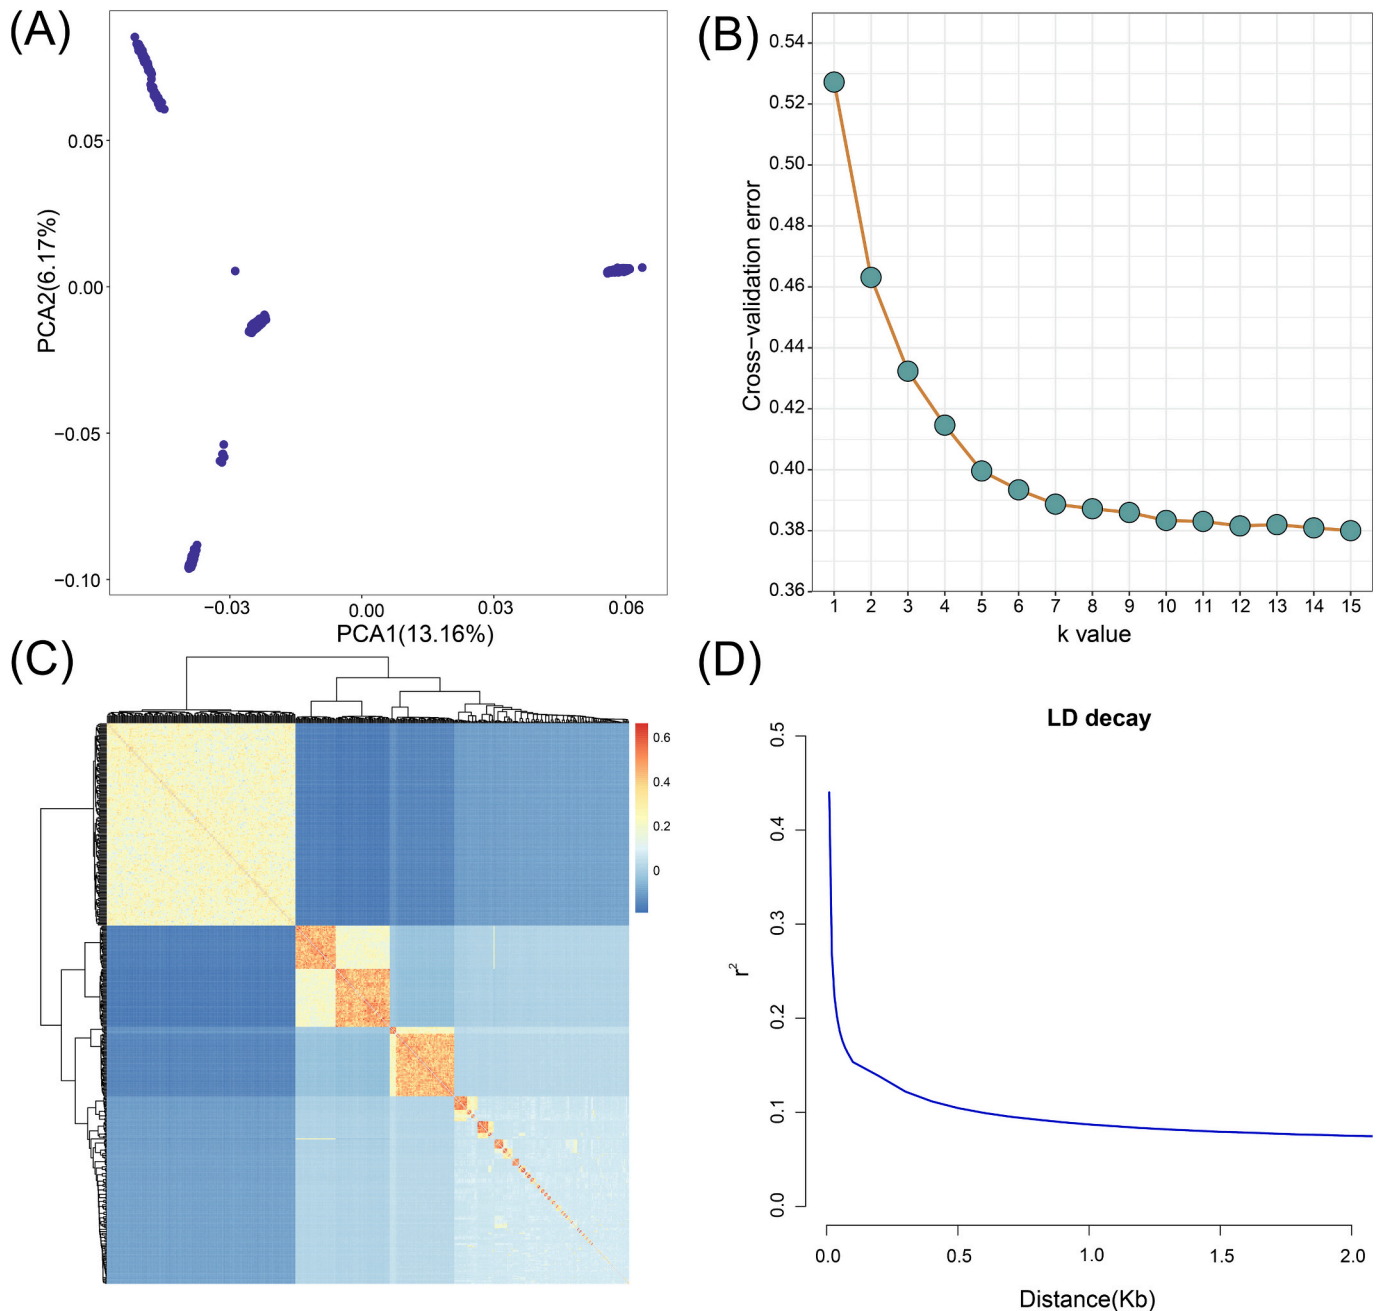 (A)
0.05
0.00
−0.05
−0.10
PCA2(6.17%)
−0.03
0.00
0.03
0.06
PCA1(13.16%)
(B)
0.54
0.52
0.50
0.48
0.46
0.44
0.42
0.40
0.38
0.36
Cross−validation error
1 2 3 4 5 6 7 8 9 10 11 12 13 14 15
k value
(C)
0.6
0.4
0.2
0
(D)
LD decay
0.5
0.4
0.3
0.2
0.1
0.0
r²
0.0 0.5 1.0 1.5 2.0
Distance(Kb)